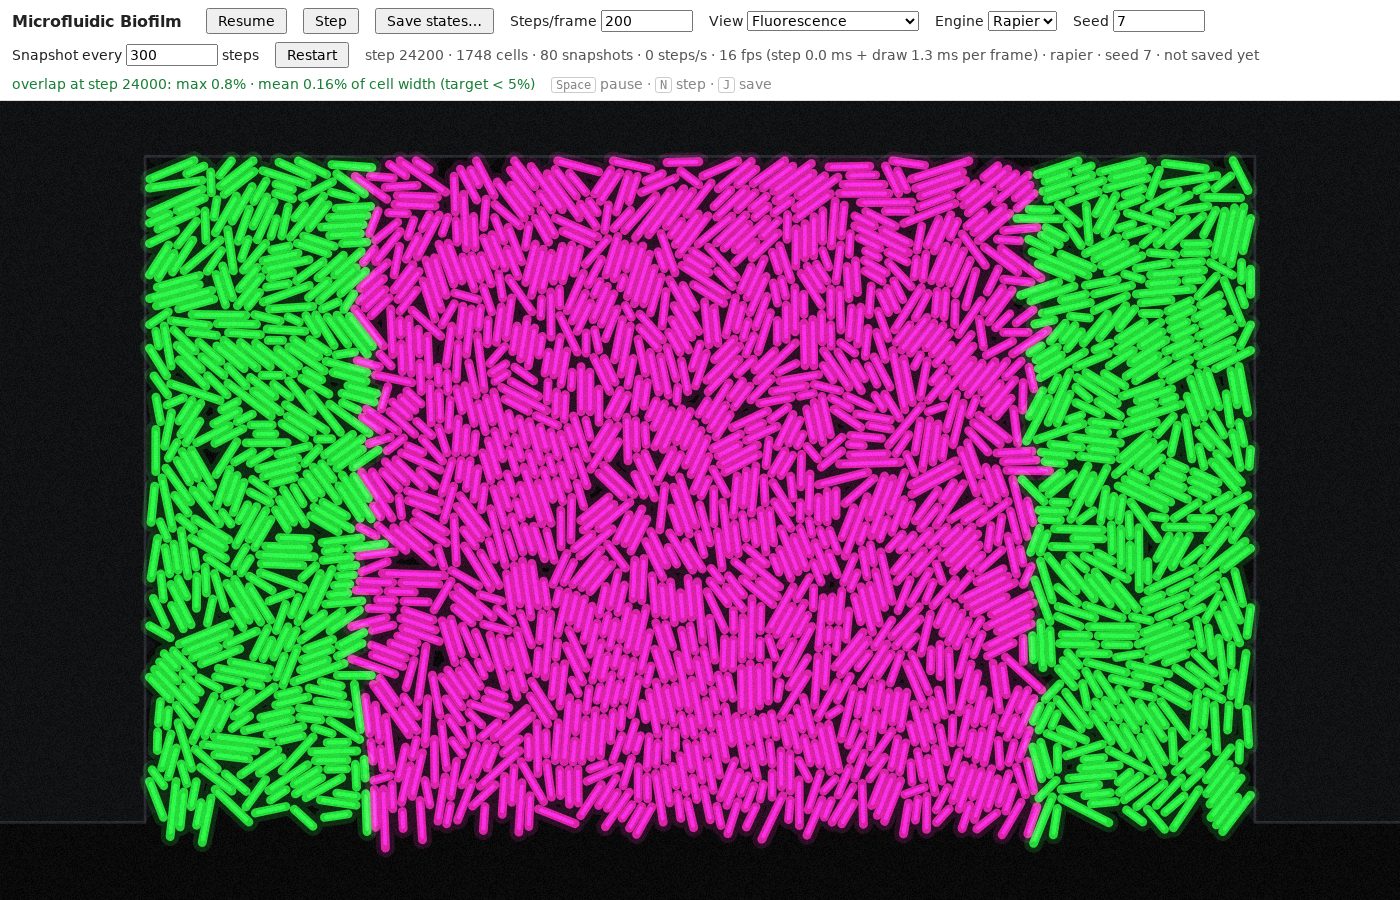 Microfluidic Biofilm Resume Step Save states... Steps/frame 200 View Fluorescence Engine Rapier Seed 7
Snapshot every 300 steps Restart step 24200 · 1748 cells · 80 snapshots · 0 steps/s · 16 fps (step 0.0 ms + draw 1.3 ms per frame) · rapier · seed 7 · not saved yet
overlap at step 24000: max 0.8% · mean 0.16% of cell width (target < 5%) Space pause · N step · J save